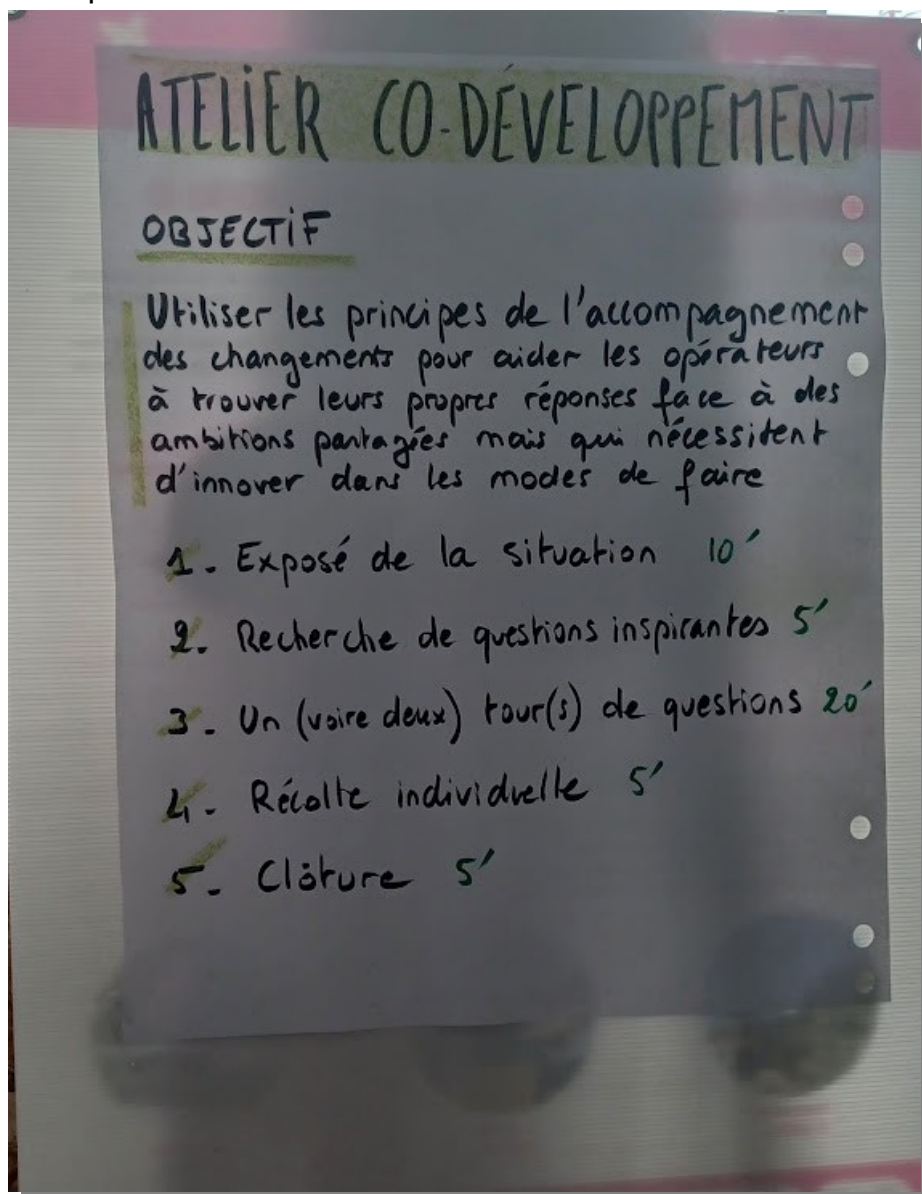 ATELIER CO-DÉVELOPPEMENT
OBJECTIF
Utiliser les principes de l'accompagnement
des changements pour aider les opérateurs
à trouver leurs propres réponses face à des
ambitions partagées mais qui nécessitent
d'innover dans les modes de faire
1. Exposé de la situation 10'
2. Recherche de questions inspirantes 5'
3. Un (voire deux) tour(s) de questions 20'
4. Récolte individuelle 5'
5. Clôture 5'